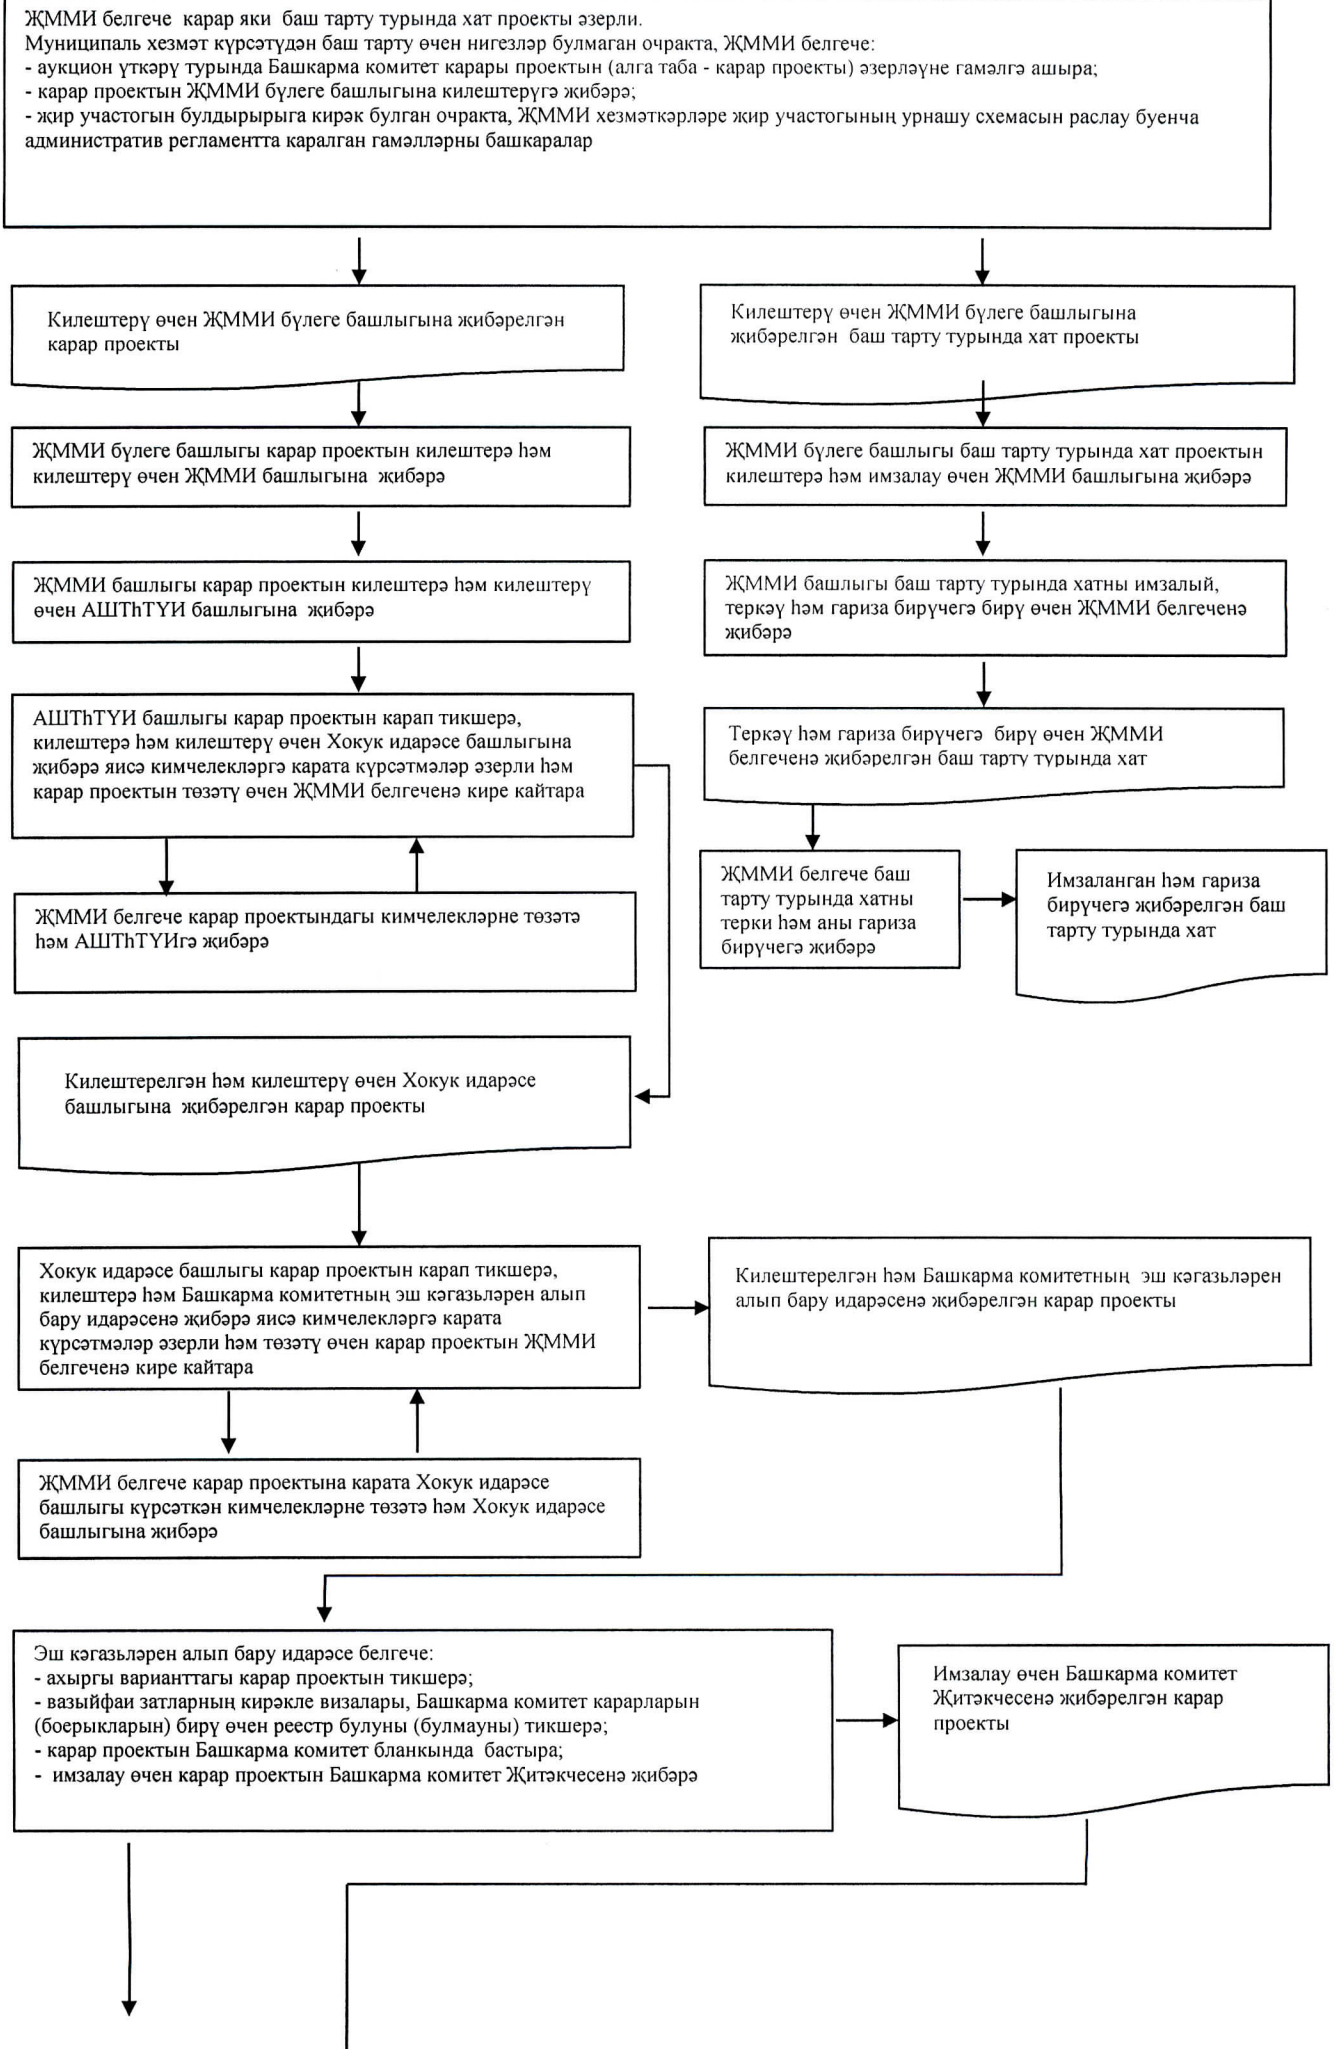 ҖММИ белгече карар яки баш тарту турында хат проекты әзерли.
Муниципаль хезмәт күрсәтүдән баш тарту өчен нигезләр булмаган очракта, ҖММИ белгече:
- аукцион үткәрү турында Башкарма комитет карары проектын (алга таба - карар проекты) әзерләүне гамәлгә ашыра;
- карар проектын ҖММИ бүлеге башлыгына килештерүгә җибәрә;
- җир участогын булдырырыга кирәк булган очракта, ҖММИ хезмәткәрләре җир участогының урнашу схемасын раслау буенча
административ регламентта каралган гамәлләрны башкаралар
Килештерү өчен ҖММИ бүлеге башлыгына җибәрелгән
карар проекты
Килештерү өчен ҖММИ бүлеге башлыгына
җибәрелгән баш тарту турында хат проекты
ҖММИ бүлеге башлыгы карар проектын килештерә һәм
килештерү өчен ҖММИ башлыгына җибәрә
ҖММИ бүлеге башлыгы баш тарту турында хат проектын
килештерә һәм имзалау өчен ҖММИ башлыгына җибәрә
ҖММИ башлыгы карар проектын килештерә һәм килештерү
өчен АШТһТҮИ башлыгына җибәрә
ҖММИ башлыгы баш тарту турында хатны имзалый,
теркәү һәм гариза бирүчегә бирү өчен ҖММИ белгеченә
җибәрә
АШТһТҮИ башлыгы карар проектын карап тикшерә,
килештерә һәм килештерү өчен Хокук идарәсе башлыгына
җибәрә яисә кимчелекләргә карата күрсәтмәләр әзерли һәм
карар проектын төзәтү өчен ҖММИ белгеченә кире кайтара
Теркәү һәм гариза бирүчегә бирү өчен ҖММИ
белгеченә җибәрелгән баш тарту турында хат
ҖММИ белгече карар проектындагы кимчелекләрне төзәтә
һәм АШТһТҮИгә җибәрә
ҖММИ белгече баш
тарту турында хатны
терки һәм аны гариза
бирүчегә җибәрә
Имзаланган һәм гариза
бирүчегә җибәрелгән баш
тарту турында хат
Килештерелгән һәм килештерү өчен Хокук идарәсе
башлыгына җибәрелгән карар проекты
Хокук идарәсе башлыгы карар проектын карап тикшерә,
килештерә һәм Башкарма комитетның эш кәгазьләрен алып
бару идарәсенә җибәрә яисә кимчелекләргә карата
күрсәтмәләр әзерли һәм төзәтү өчен карар проектын ҖММИ
белгеченә кире кайтара
Килештерелгән һәм Башкарма комитетның эш кәгазьләрен
алып бару идарәсенә җибәрелгән карар проекты
ҖММИ белгече карар проектына карата Хокук идарәсе
башлыгы күрсәткән кимчелекләрне төзәтә һәм Хокук идарәсе
башлыгына җибәрә
Эш кәгазьләрен алып бару идарәсе белгече:
- ахыргы варианттагы карар проектын тикшерә;
- вазыйфаи затларның кирәкле визалары, Башкарма комитет карарларын
(боерыкларын) бирү өчен реестр булуны (булмауны) тикшерә;
- карар проектын Башкарма комитет бланкында бастыра;
- имзалау өчен карар проектын Башкарма комитет Җитәкчесенә җибәрә
Имзалау өчен Башкарма комитет
Җитәкчесенә җибәрелгән карар
проекты